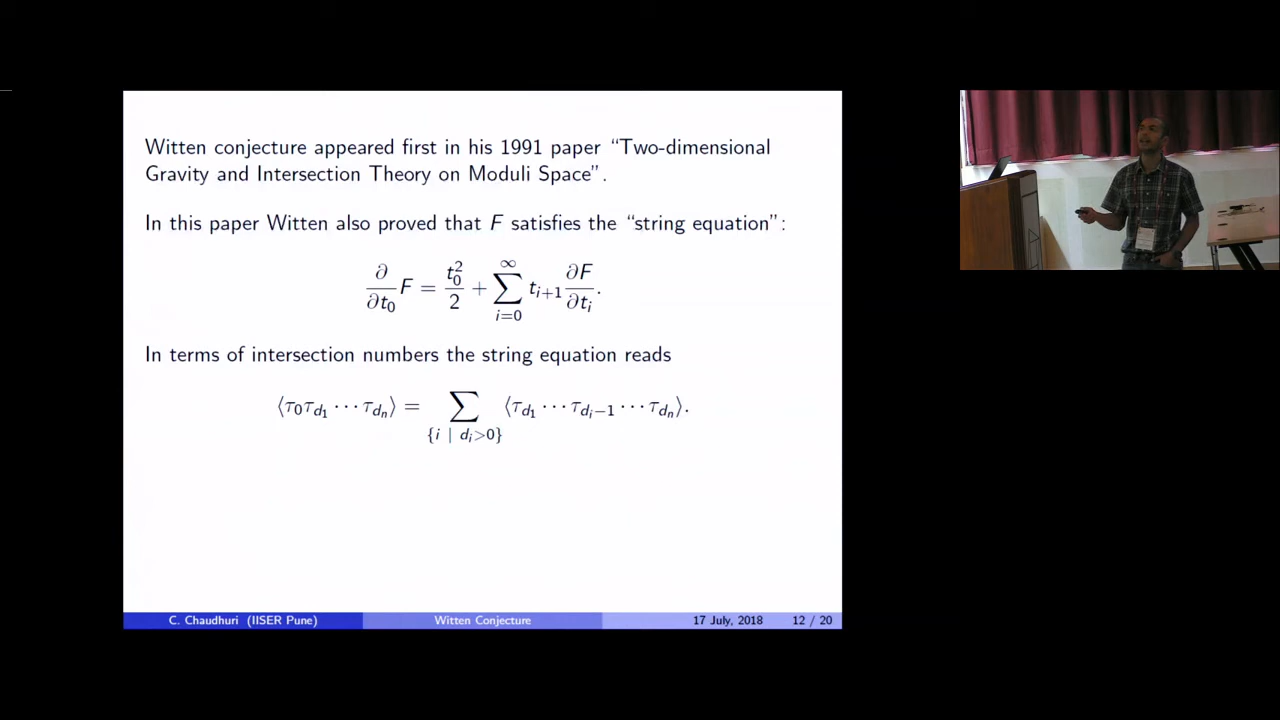 Witten conjecture appeared first in his 1991 paper “Two-dimensional
Gravity and Intersection Theory on Moduli Space”.
In this paper Witten also proved that F satisfies the “string equation”:
∂/∂t₀ F = t₀²/2 + ∑_{i=0}^{∞} t_{i+1} ∂F/∂t_i.
In terms of intersection numbers the string equation reads
⟨τ₀τ_{d₁} ⋯ τ_{dₙ}⟩ = ∑_{{i | d_i>0}} ⟨τ_{d₁} ⋯ τ_{d_i−1} ⋯ τ_{dₙ}⟩.
C. Chaudhuri (IISER Pune) Witten Conjecture 17 July, 2018 12 / 20